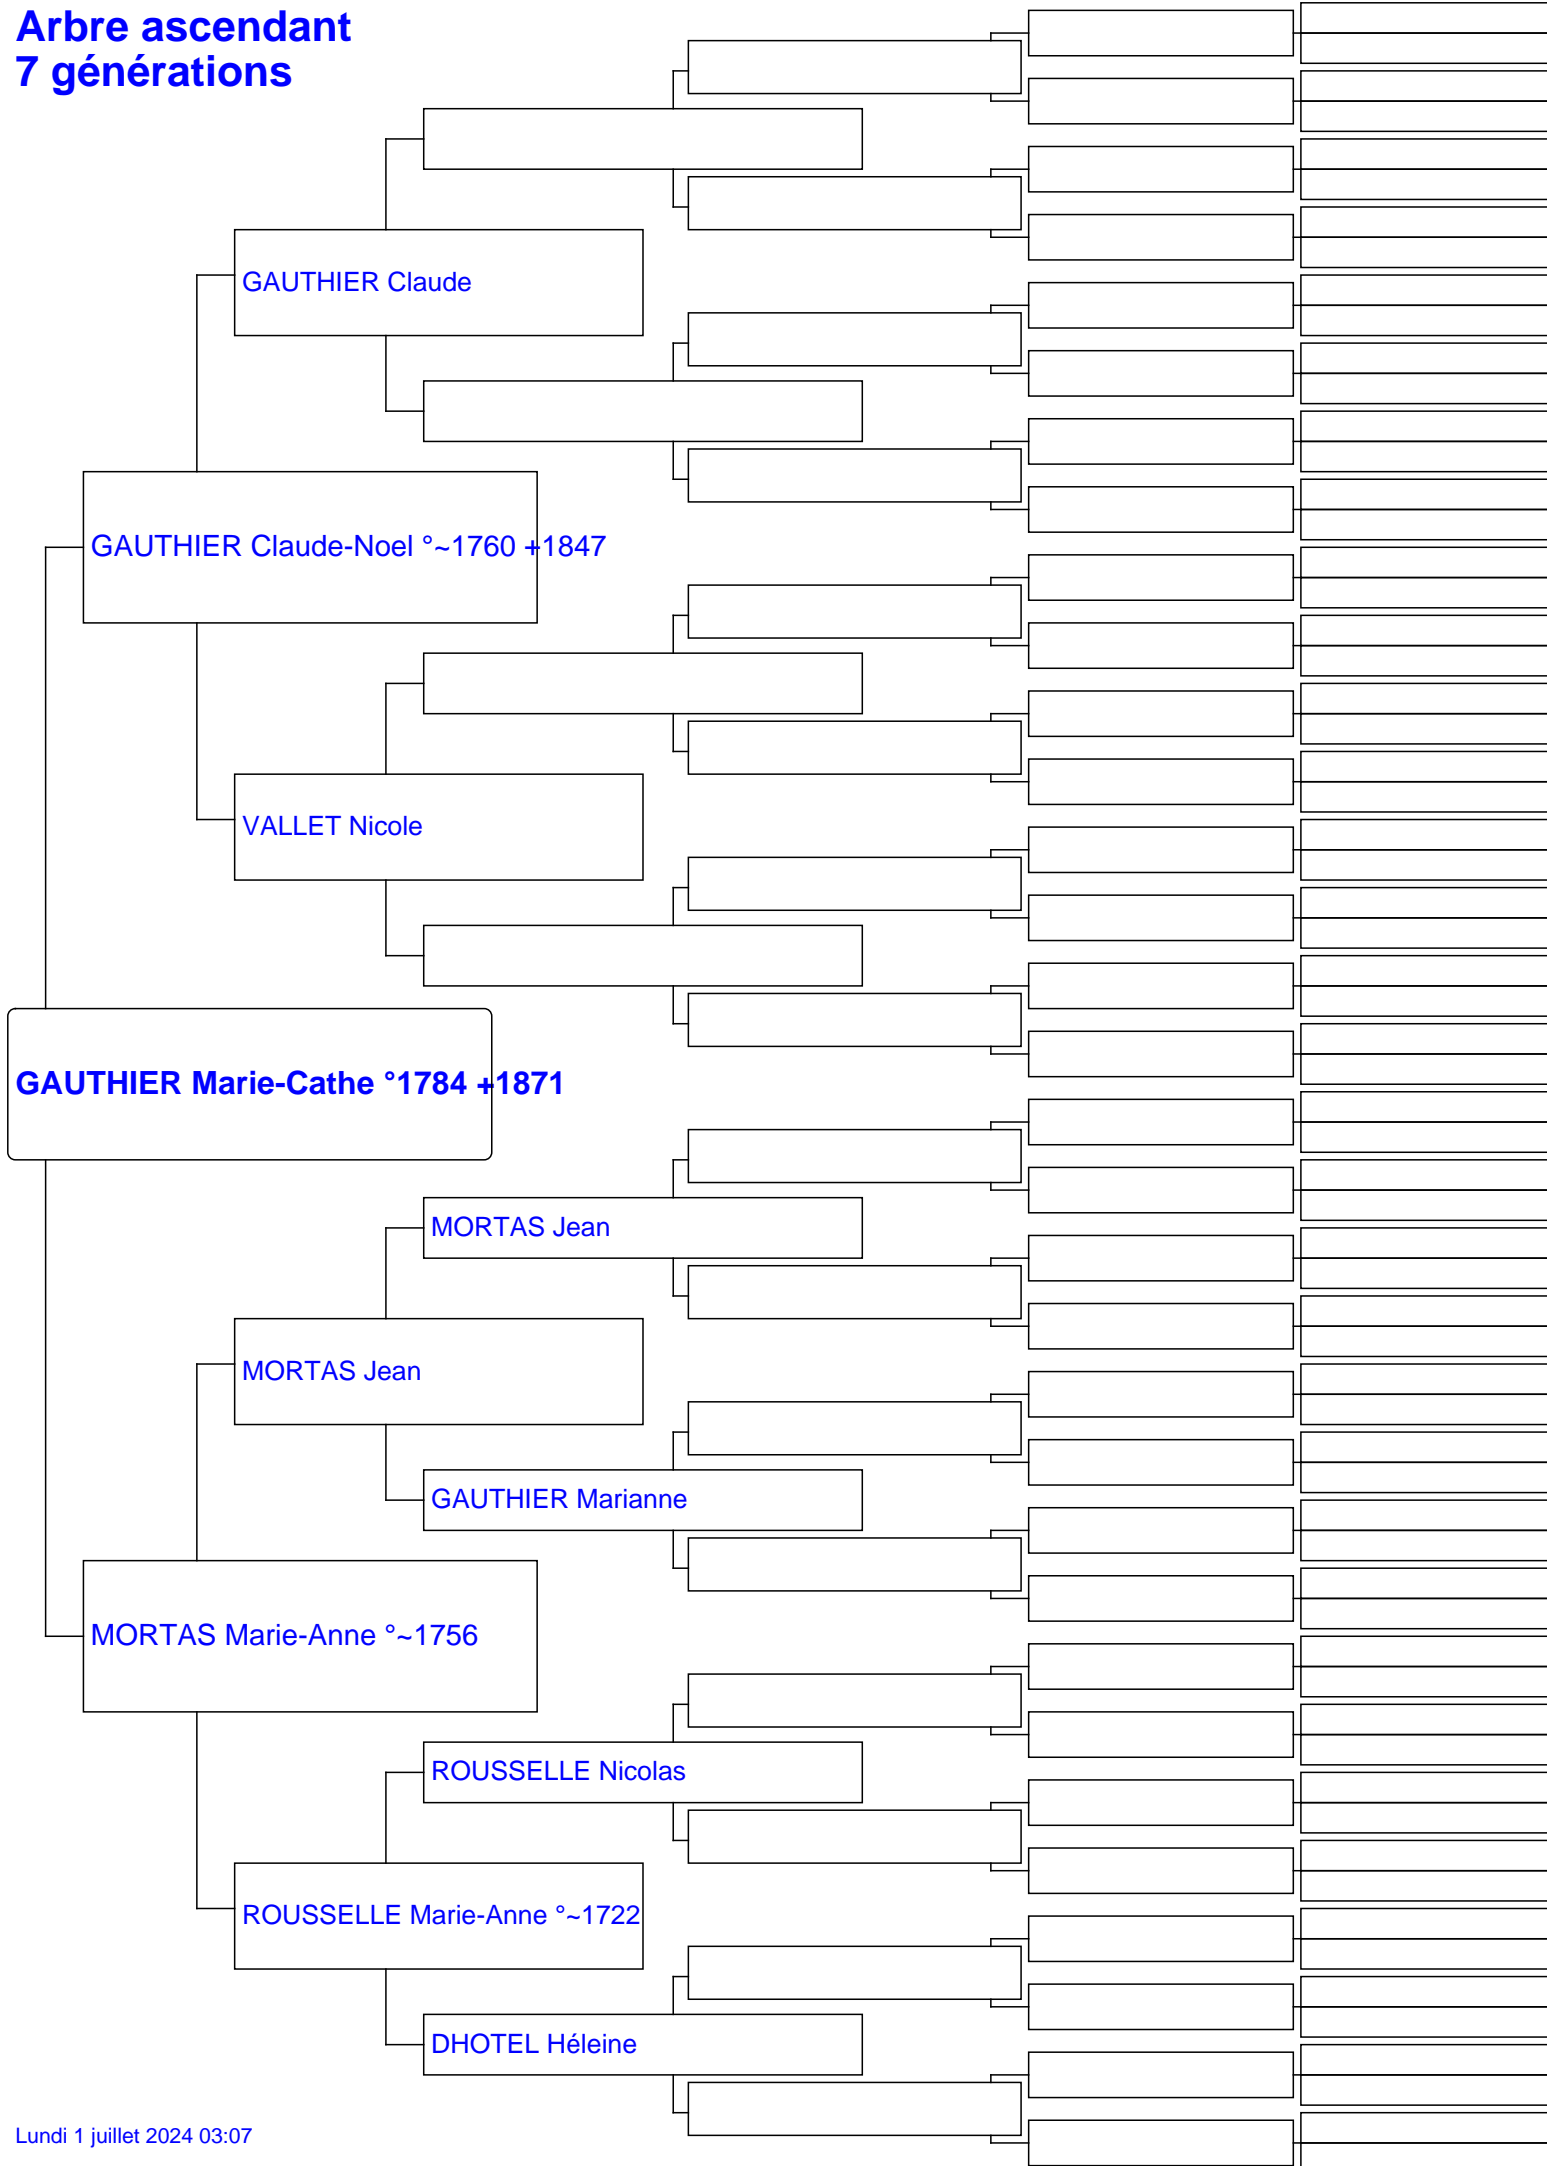 Arbre ascendant
7 générations
GAUTHIER Claude
GAUTHIER Claude-Noel °~1760 +1847
VALLET Nicole
GAUTHIER Marie-Cathe °1784 +1871
MORTAS Jean
MORTAS Jean
GAUTHIER Marianne
MORTAS Marie-Anne °~1756
ROUSSELLE Nicolas
ROUSSELLE Marie-Anne °~1722
DHOTEL Héleine
Lundi 1 juillet 2024 03:07